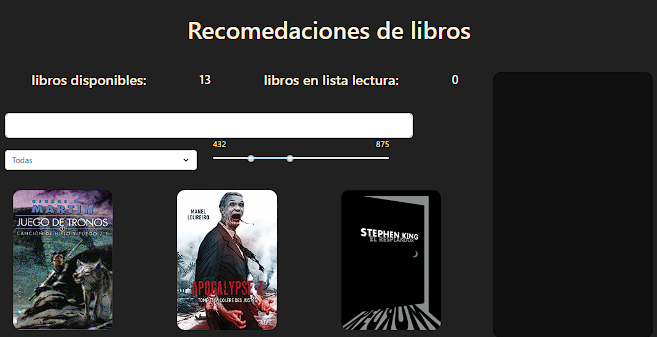 Recomedaciones de libros
libros disponibles: 13 libros en lista lectura: 0
432 875
Todas
GEORGE R. R.
MARTIN
JUEGO DE TRONOS
CANCIÓN DE HIELO Y FUEGO / 1
MANEL
LOUREIRO
APOCALYPSE Z
STEPHEN KING
EL RESPLANDOR